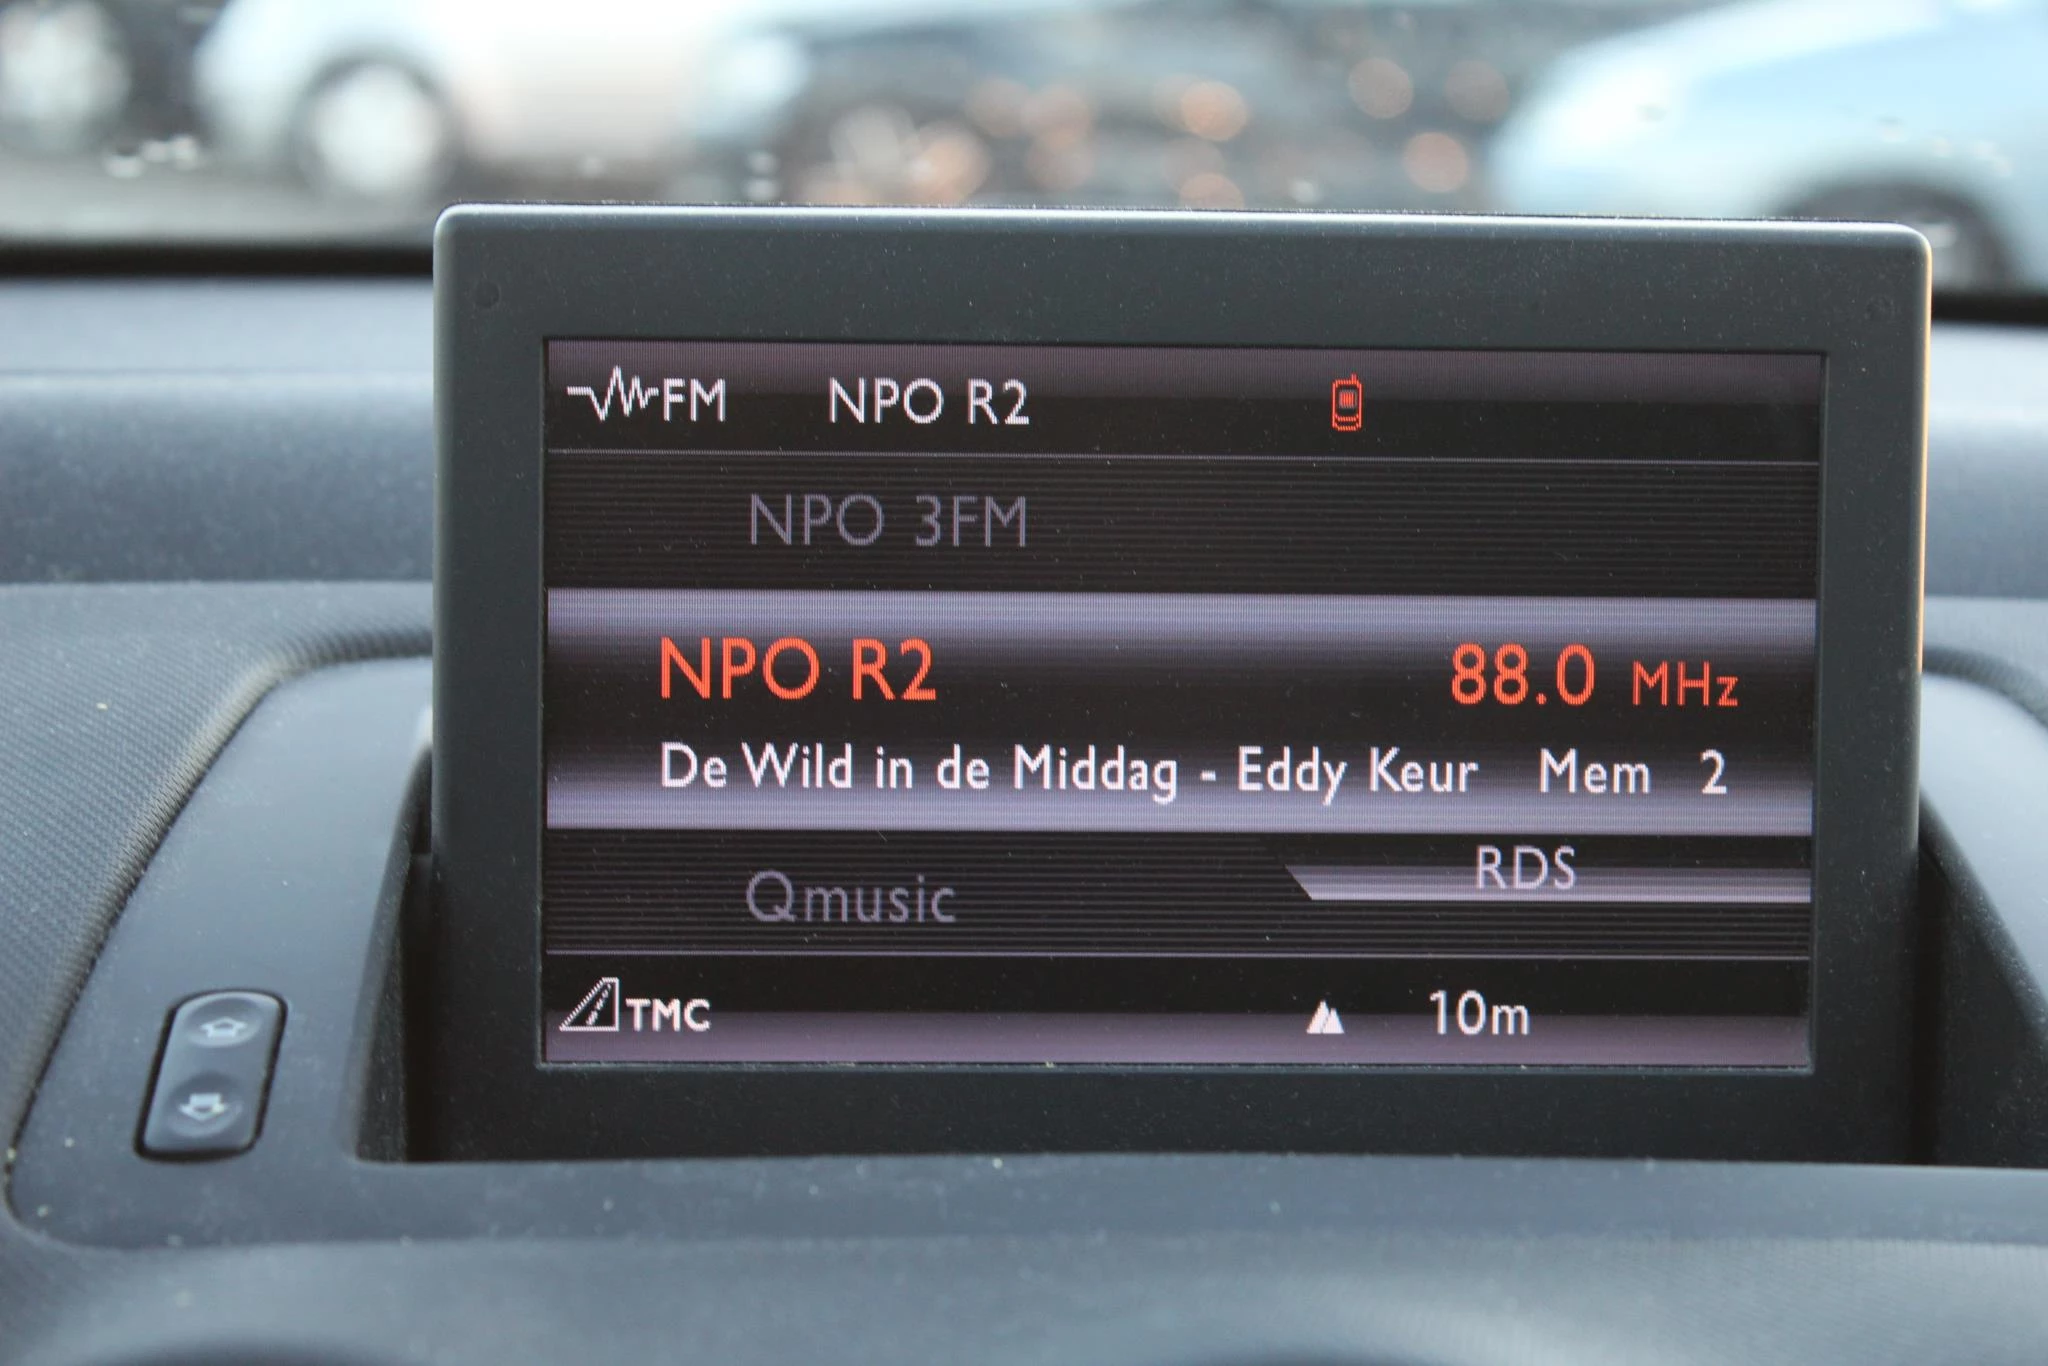 FM NPO R2
NPO 3FM
NPO R2 88.0 MHz
De Wild in de Middag - Eddy Keur Mem 2
RDS
Qmusic
TMC 10m